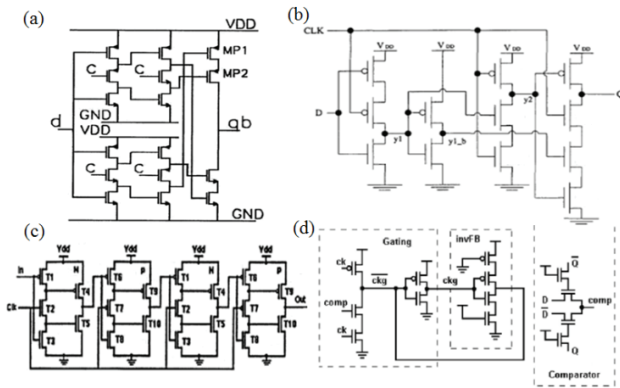 (a)
VDD
MP1
C
C
MP2
GND
d
VDD
qb
C
C
GND
(b)
CLK
VDD
VDD
VDD
VDD
D
y1
y1_b
y2
Q
(c)
Vdd
Vdd
Vdd
Vdd
In
T1
N
T4
T6
P
T9
T1
N
T4
T6
P
T9
Clk
T2
T5
T7
T10
T2
T5
T7
T10
Out
T3
T8
T3
T8
(d)
Gating
invFB
ck
ckg
ckg
comp
ck
Q
D
D
comp
Q
Comparator